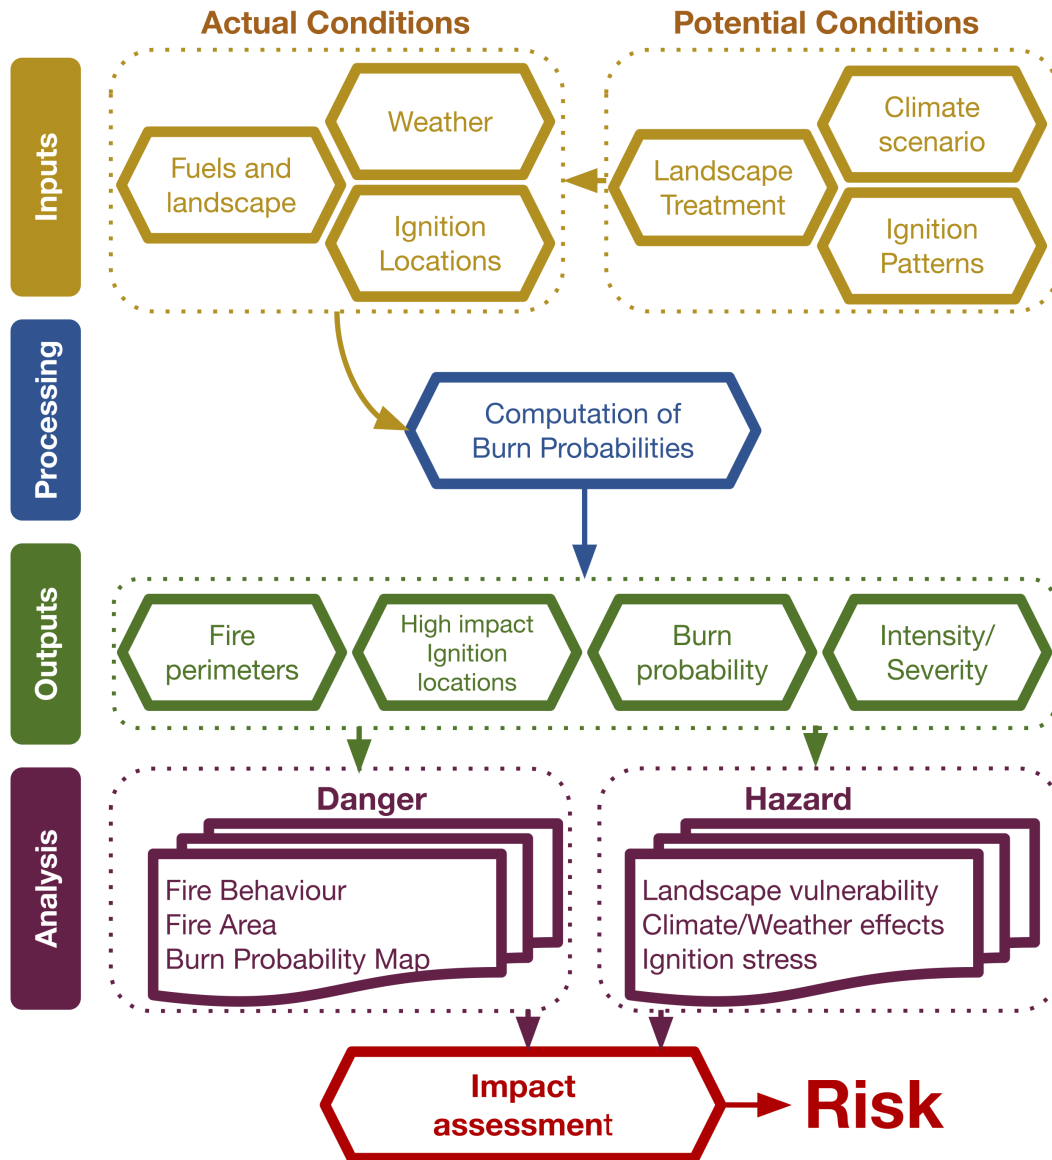 Actual Conditions
Potential Conditions
Inputs
Fuels and
landscape
Weather
Ignition
Locations
Landscape
Treatment
Climate
scenario
Ignition
Patterns
Processing
Computation of
Burn Probabilities
Outputs
Fire
perimeters
High impact
Ignition
locations
Burn
probability
Intensity/
Severity
Analysis
Danger
Fire Behaviour
Fire Area
Burn Probability Map
Hazard
Landscape vulnerability
Climate/Weather effects
Ignition stress
Impact
assessment
Risk